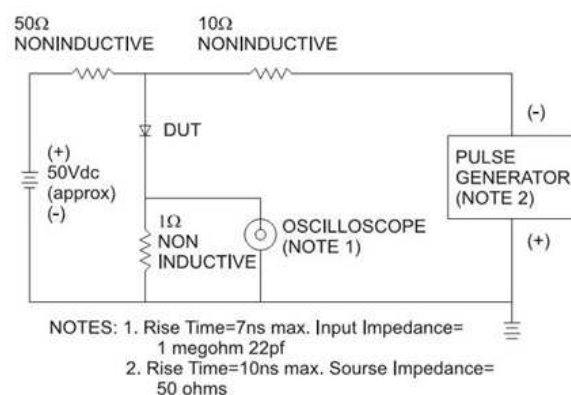 50Ω
NONINDUCTIVE
10Ω
NONINDUCTIVE
DUT
(+)
50Vdc
(approx)
(-)
1Ω
NON
INDUCTIVE
OSCILLOSCOPE
(NOTE 1)
(-)
PULSE
GENERATOR
(NOTE 2)
(+)
NOTES: 1. Rise Time=7ns max. Input Impedance=
1 megohm 22pf
2. Rise Time=10ns max. Sourse Impedance=
50 ohms